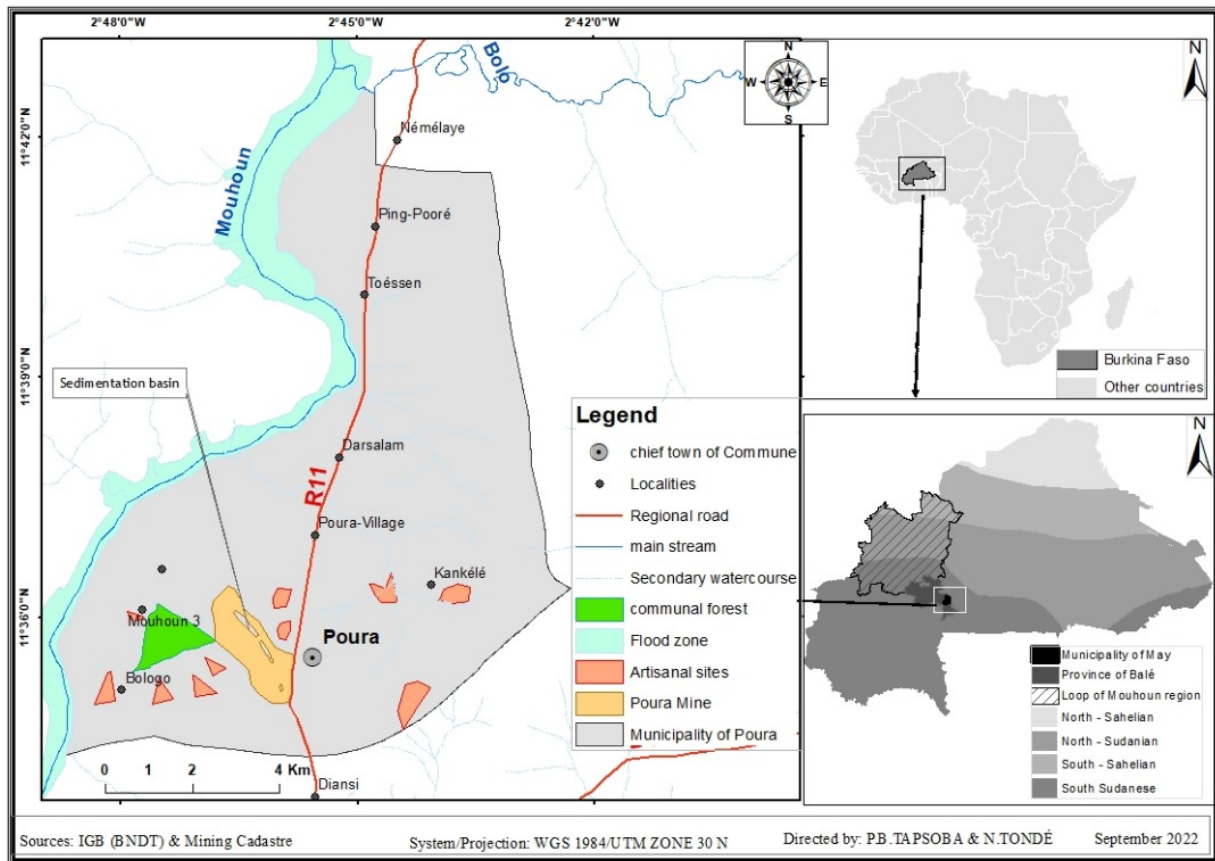 2°48'0"W
2°45'0"W
2°42'0"W
11°42'0"N
11°39'0"N
11°36'0"N
Bolo
Mouhoun
Némélaye
Ping-Pooré
Toéssen
Sedimentation basin
Darsalam
R11
Poura-Village
Kankélé
Mouhoun 3
Poura
Bologo
0 1 2 4 Km
Diansi
N
W E
S
Legend
chief town of Commune
Localities
Regional road
main stream
Secondary watercourse
communal forest
Flood zone
Artisanal sites
Poura Mine
Municipality of Poura
N
Burkina Faso
Other countries
N
Municipality of May
Province of Balé
Loop of Mouhoun region
North - Sahelian
North - Sudanian
South - Sahelian
South Sudanese
Sources: IGB (BNDT) & Mining Cadastre System/Projection: WGS 1984/UTM ZONE 30 N Directed by: P.B.TAPSOBA & N.TONDÉ September 2022